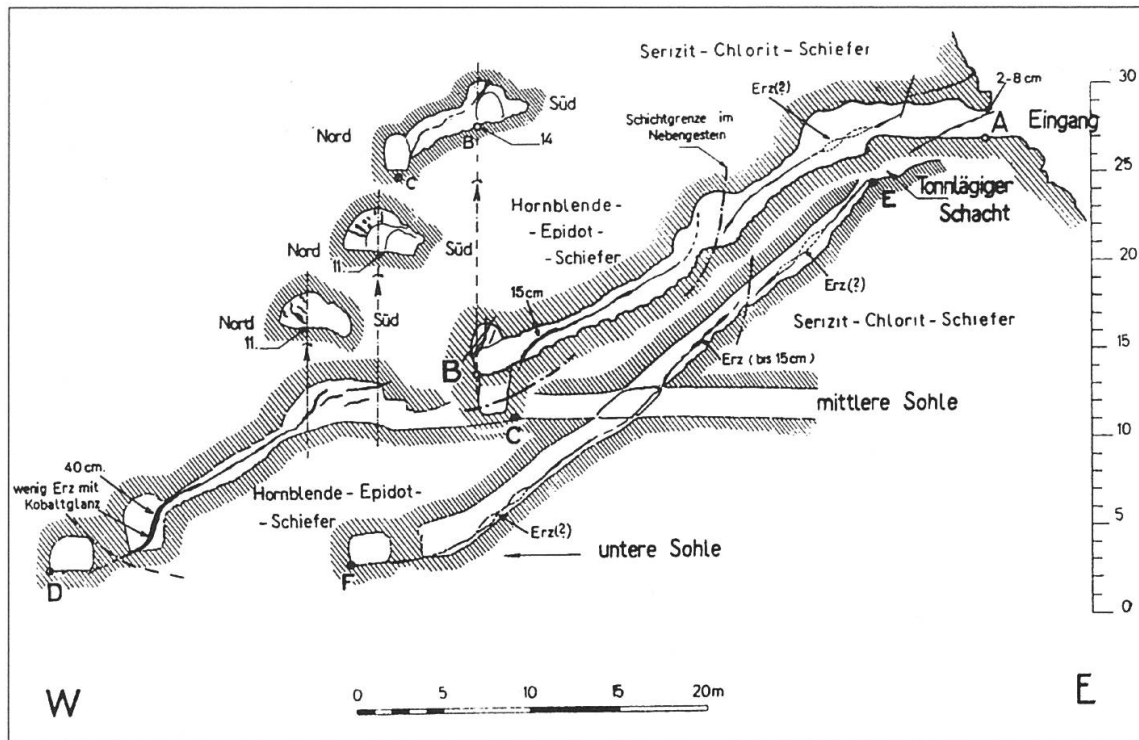 Serizit-Chlorit-Schiefer
2-8cm
30
Erz(?)
A
Eingang
Süd
Nord
Schichtgrenze im
Nebengestein
B
14
C
25
E
Tonnlägiger
Schacht
Hornblende-
-Epidot-
-Schiefer
Nord
11
Süd
20
Erz(?)
15cm
Serizit-Chlorit-Schiefer
Nord
11
Süd
15
Erz (bis 15cm)
B
mittlere Sohle
C
10
40 cm.
wenig Erz mit
Kobaltglanz
Hornblende-Epidot-
-Schiefer
Erz(?)
5
untere Sohle
D
F
0
W
0 5 10 15 20m
E